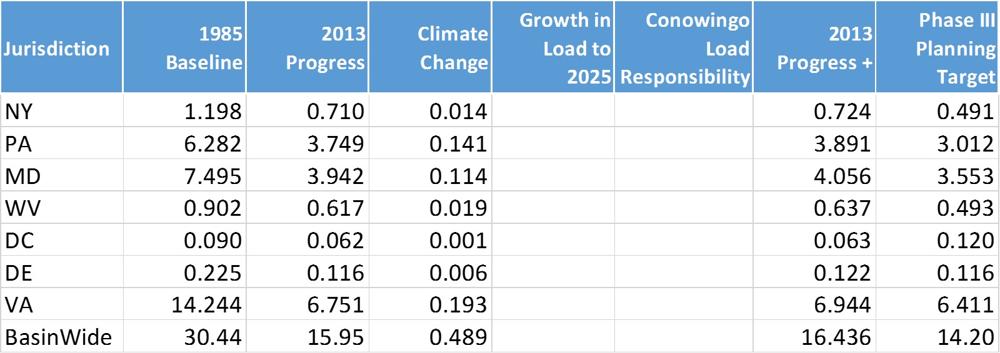 Jurisdiction 1985 Baseline 2013 Progress Climate Change Growth in Load to 2025 Conowingo Load Responsibility 2013 Progress + Phase III Planning Target
NY 1.198 0.710 0.014 0.724 0.491
PA 6.282 3.749 0.141 3.891 3.012
MD 7.495 3.942 0.114 4.056 3.553
WV 0.902 0.617 0.019 0.637 0.493
DC 0.090 0.062 0.001 0.063 0.120
DE 0.225 0.116 0.006 0.122 0.116
VA 14.244 6.751 0.193 6.944 6.411
BasinWide 30.44 15.95 0.489 16.436 14.20